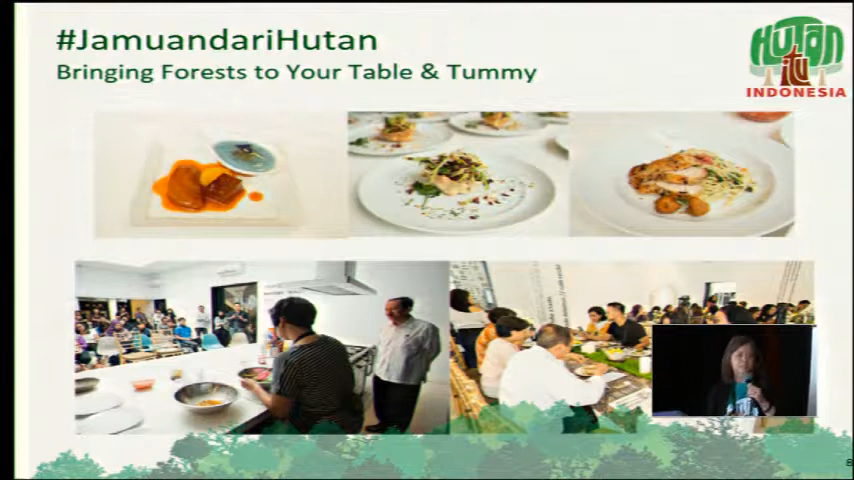 #JamuandariHutan
Bringing Forests to Your Table & Tummy
HUTAN
itu
INDONESIA
8